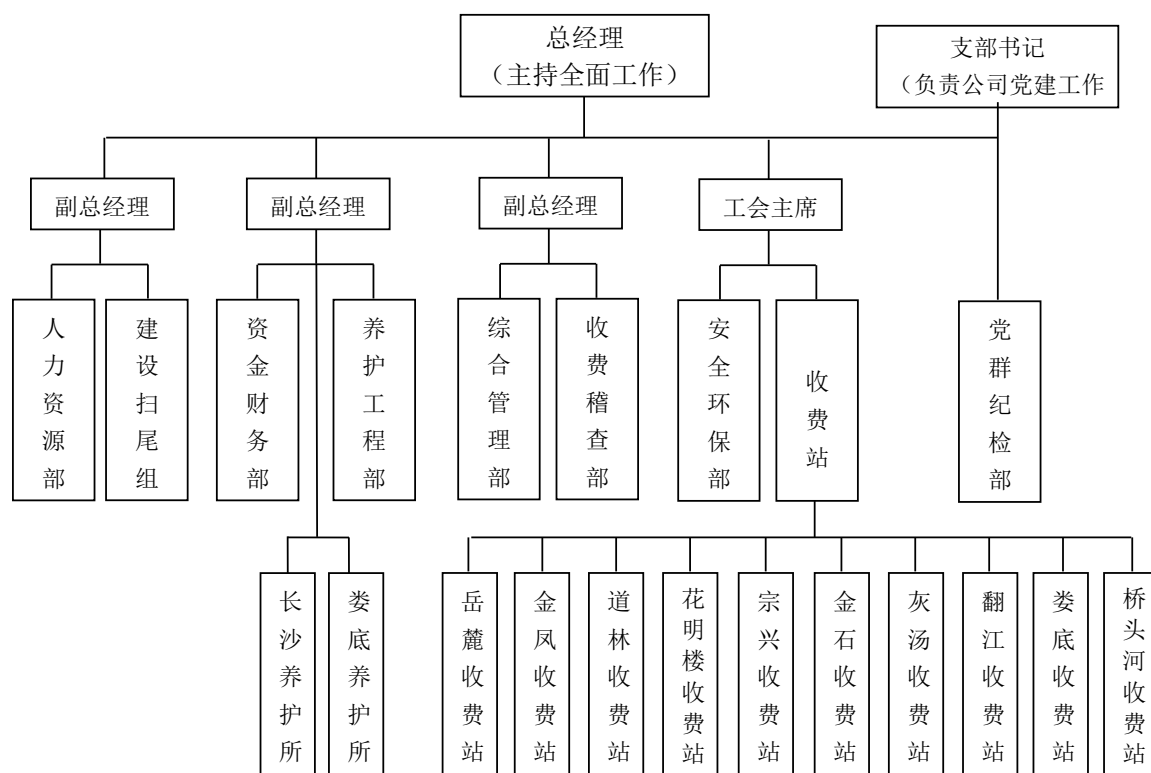 总经理
（主持全面工作）
支部书记
（负责公司党建工作
副总经理
副总经理
副总经理
工会主席
人力资源部
建设扫尾组
资金财务部
养护工程部
综合管理部
收费稽查部
安全环保部
收费站
党群纪检部
长沙养护所
娄底养护所
岳麓收费站
金凤收费站
道林收费站
花明楼收费站
宗兴收费站
金石收费站
灰汤收费站
翻江收费站
娄底收费站
桥头河收费站